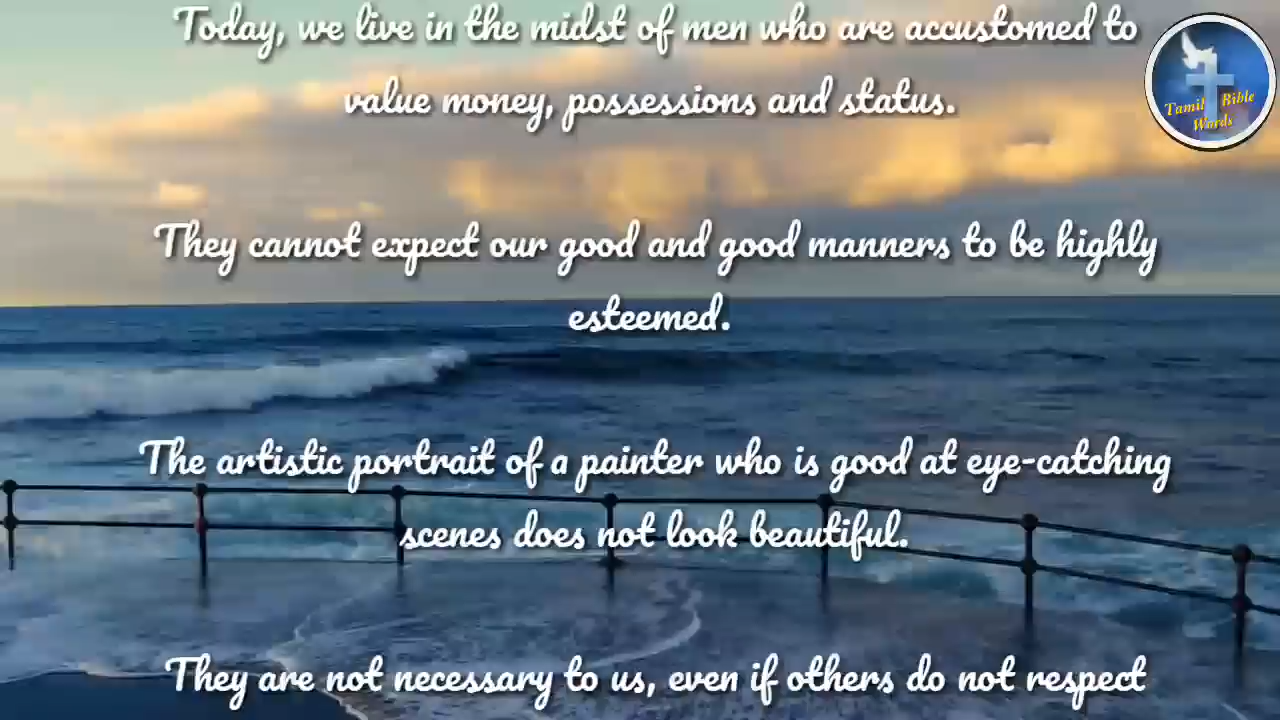 Today, we live in the midst of men who are accustomed to
value money, possessions and status.
They cannot expect our good and good manners to be highly
esteemed.
The artistic portrait of a painter who is good at eye-catching
scenes does not look beautiful.
They are not necessary to us, even if others do not respect
Tamil Bible
Words